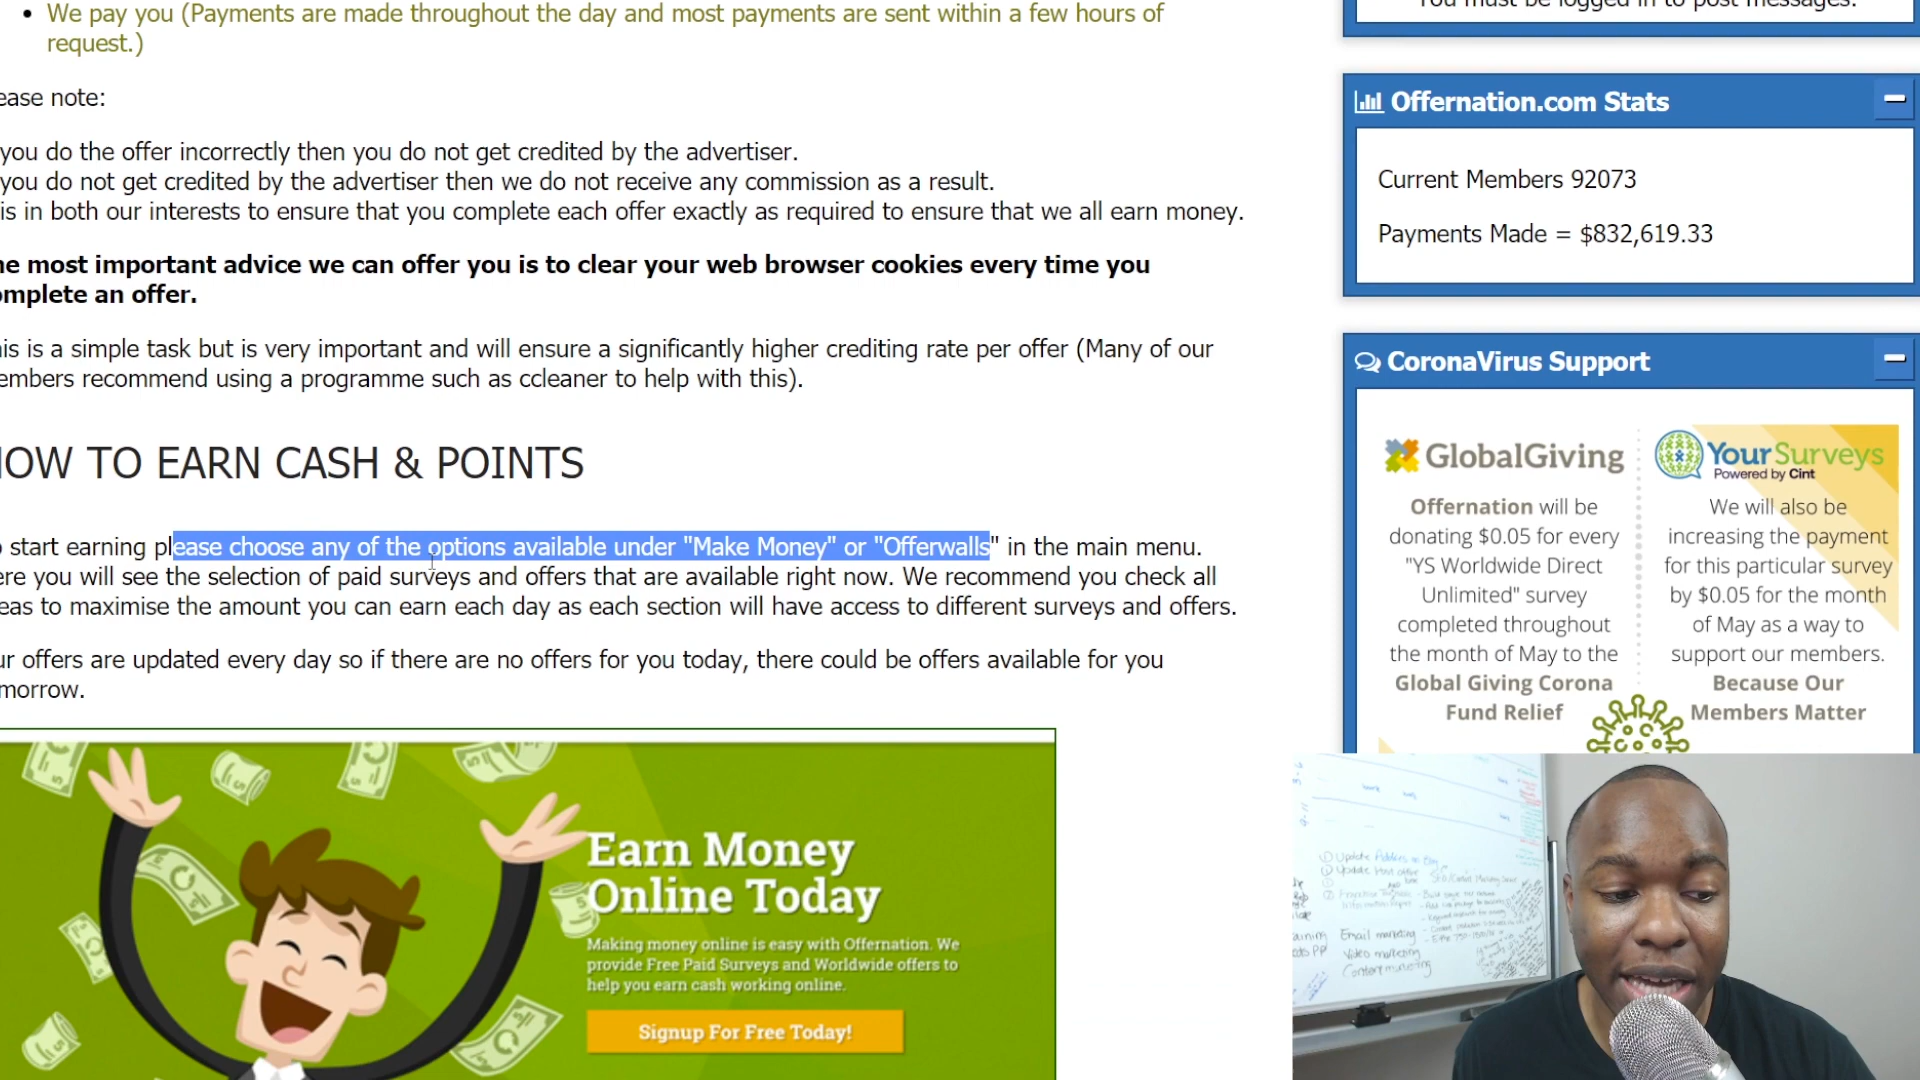 We pay you (Payments are made throughout the day and most payments are sent within a few hours of
request.)
ease note:
you do the offer incorrectly then you do not get credited by the advertiser.
you do not get credited by the advertiser then we do not receive any commission as a result.
is in both our interests to ensure that you complete each offer exactly as required to ensure that we all earn money.
he most important advice we can offer you is to clear your web browser cookies every time you
omplete an offer.
is is a simple task but is very important and will ensure a significantly higher crediting rate per offer (Many of our
embers recommend using a programme such as ccleaner to help with this).
HOW TO EARN CASH & POINTS
o start earning please choose any of the options available under "Make Money" or "Offerwalls" in the main menu.
ere you will see the selection of paid surveys and offers that are available right now. We recommend you check all
eas to maximise the amount you can earn each day as each section will have access to different surveys and offers.
ur offers are updated every day so if there are no offers for you today, there could be offers available for you
morrow.
Earn Money
Online Today
Making money online is easy with Offernation. We
provide Free Paid Surveys and Worldwide offers to
help you earn cash working online.
Signup For Free Today!
You must be logged in to post messages.
Offernation.com Stats
Current Members 92073
Payments Made = $832,619.33
CoronaVirus Support
GlobalGiving
Offernation will be
donating $0.05 for every
"YS Worldwide Direct
Unlimited" survey
completed throughout
the month of May to the
Global Giving Corona
Fund Relief
YourSurveys
Powered by Cint
We will also be
increasing the payment
for this particular survey
by $0.05 for the month
of May as a way to
support our members.
Because Our
Members Matter
Email marketing
Video marketing
Content marketing